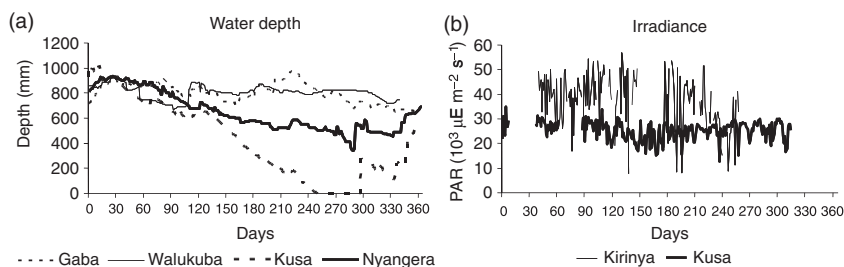 (a) Water depth
Depth (mm)
1200
1000
800
600
400
200
0
0 30 60 90 120 150 180 210 240 270 300 330 360
Days
Gaba Walukuba Kusa Nyangera
(b) Irradiance
PAR (10³ µE m⁻² s⁻¹)
60
50
40
30
20
10
0
0 30 60 90 120 150 180 210 240 270 300 330 360
Days
Kirinya Kusa